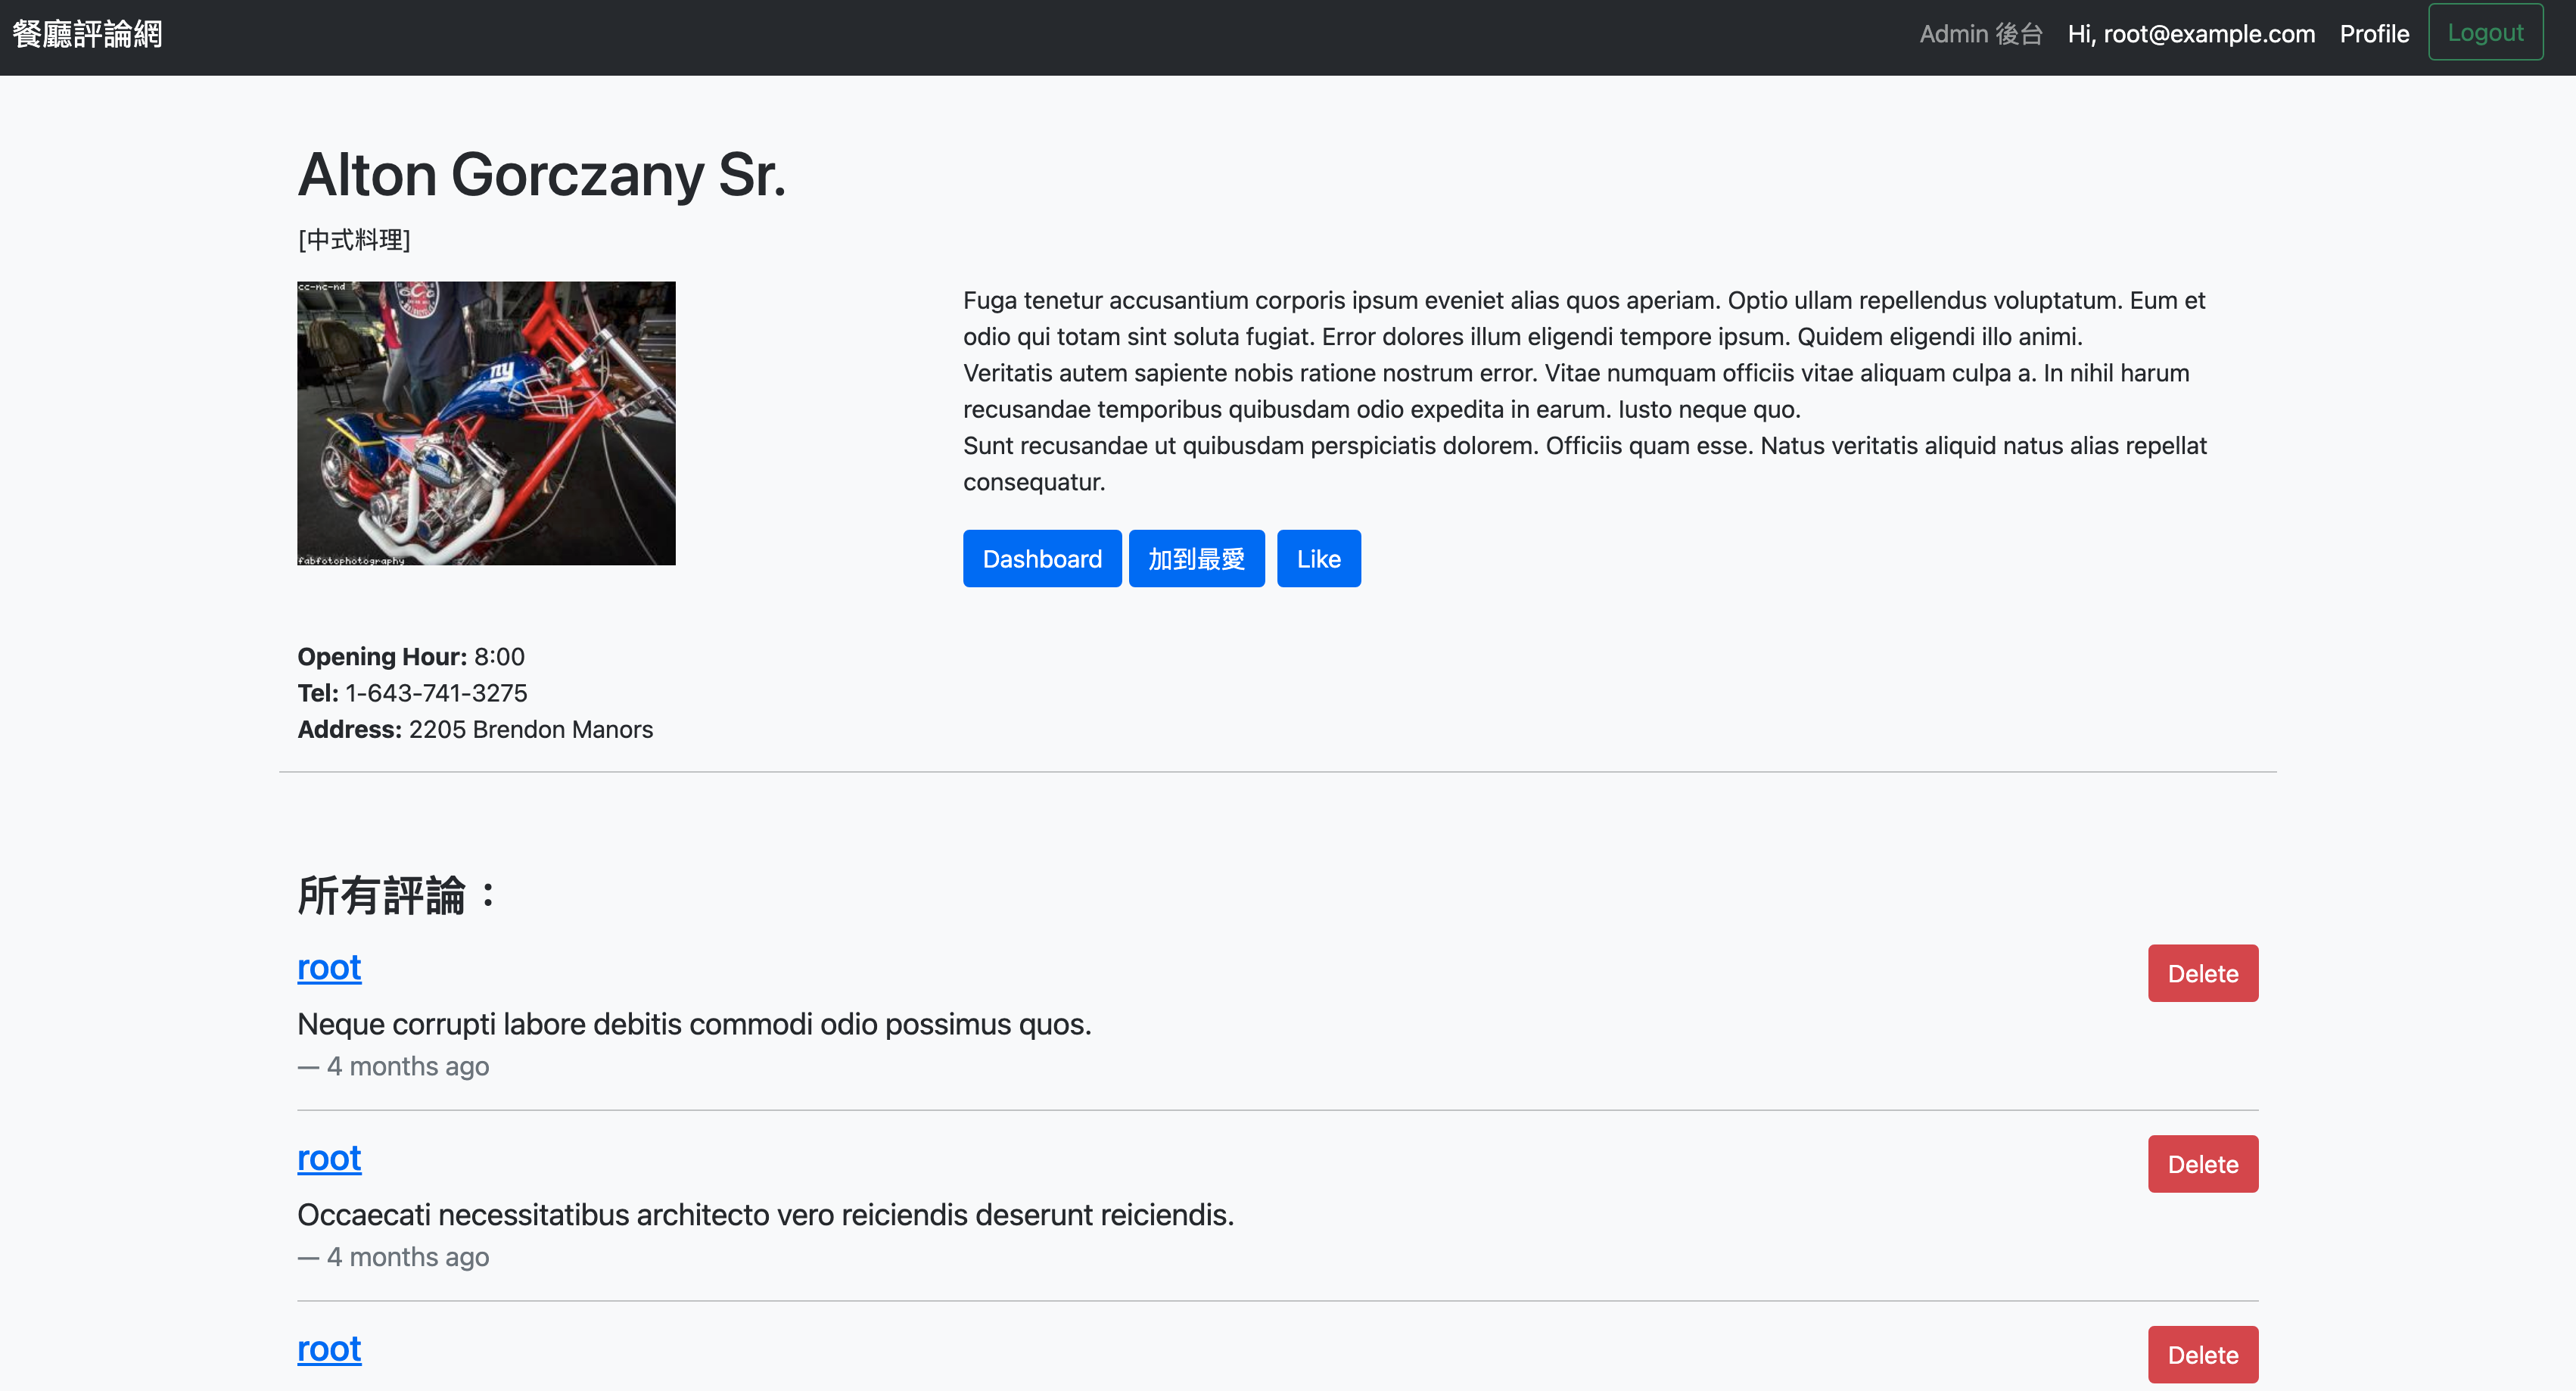 餐廳評論網
Admin 後台 Hi, root@example.com Profile Logout
Alton Gorczany Sr.
[中式料理]
cc-nc-nd
ny
fabfotophotography
Fuga tenetur accusantium corporis ipsum eveniet alias quos aperiam. Optio ullam repellendus voluptatum. Eum et
odio qui totam sint soluta fugiat. Error dolores illum eligendi tempore ipsum. Quidem eligendi illo animi.
Veritatis autem sapiente nobis ratione nostrum error. Vitae numquam officiis vitae aliquam culpa a. In nihil harum
recusandae temporibus quibusdam odio expedita in earum. Iusto neque quo.
Sunt recusandae ut quibusdam perspiciatis dolorem. Officiis quam esse. Natus veritatis aliquid natus alias repellat
consequatur.
Dashboard 加到最愛 Like
Opening Hour: 8:00
Tel: 1-643-741-3275
Address: 2205 Brendon Manors
所有評論：
root Delete
Neque corrupti labore debitis commodi odio possimus quos.
— 4 months ago
root Delete
Occaecati necessitatibus architecto vero reiciendis deserunt reiciendis.
— 4 months ago
root Delete